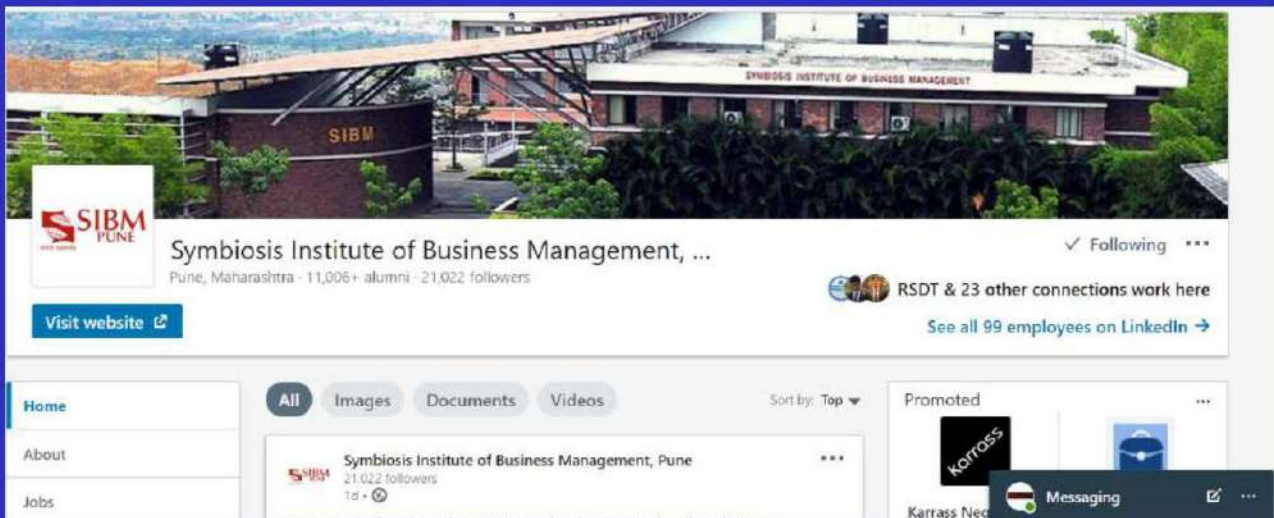 SYMBIOSIS INSTITUTE OF BUSINESS MANAGEMENT
SIBM
SIBM
PUNE
Symbiosis Institute of Business Management, ...
Pune, Maharashtra · 11,006+ alumni · 21,022 followers
✓ Following ...
RSDT & 23 other connections work here
Visit website
See all 99 employees on LinkedIn →
Home
About
Jobs
All Images Documents Videos
Sort by: Top
Symbiosis Institute of Business Management, Pune
21,022 followers
1d •
SIBM
Promoted ...
karrass
Karrass Neg
Messaging ...